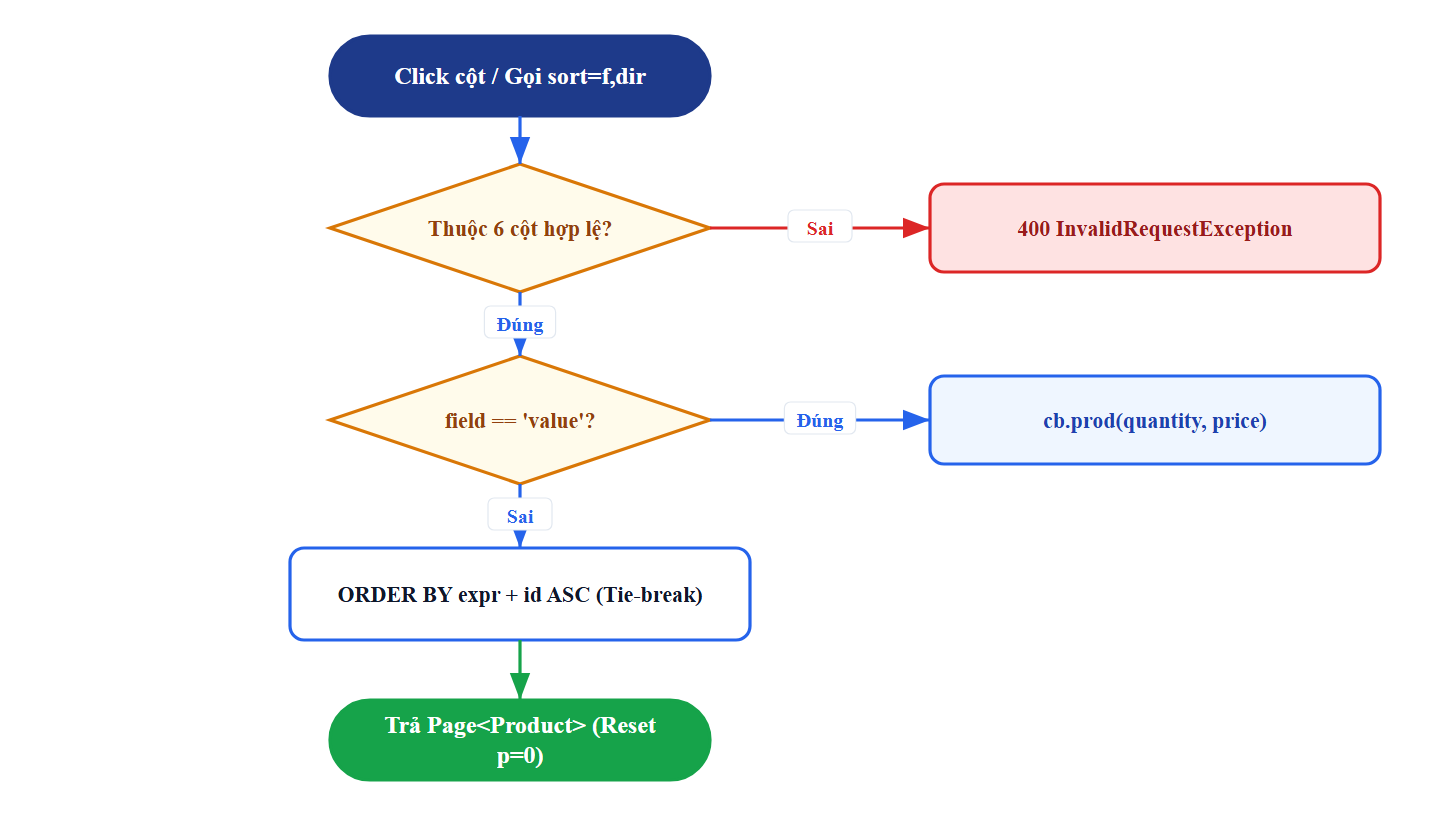 Click cột / Gọi sort=f,dir
Thuộc 6 cột hợp lệ?
Sai
400 InvalidRequestException
Đúng
field == 'value'?
Đúng
cb.prod(quantity, price)
Sai
ORDER BY expr + id ASC (Tie-break)
Trả Page<Product> (Reset
p=0)